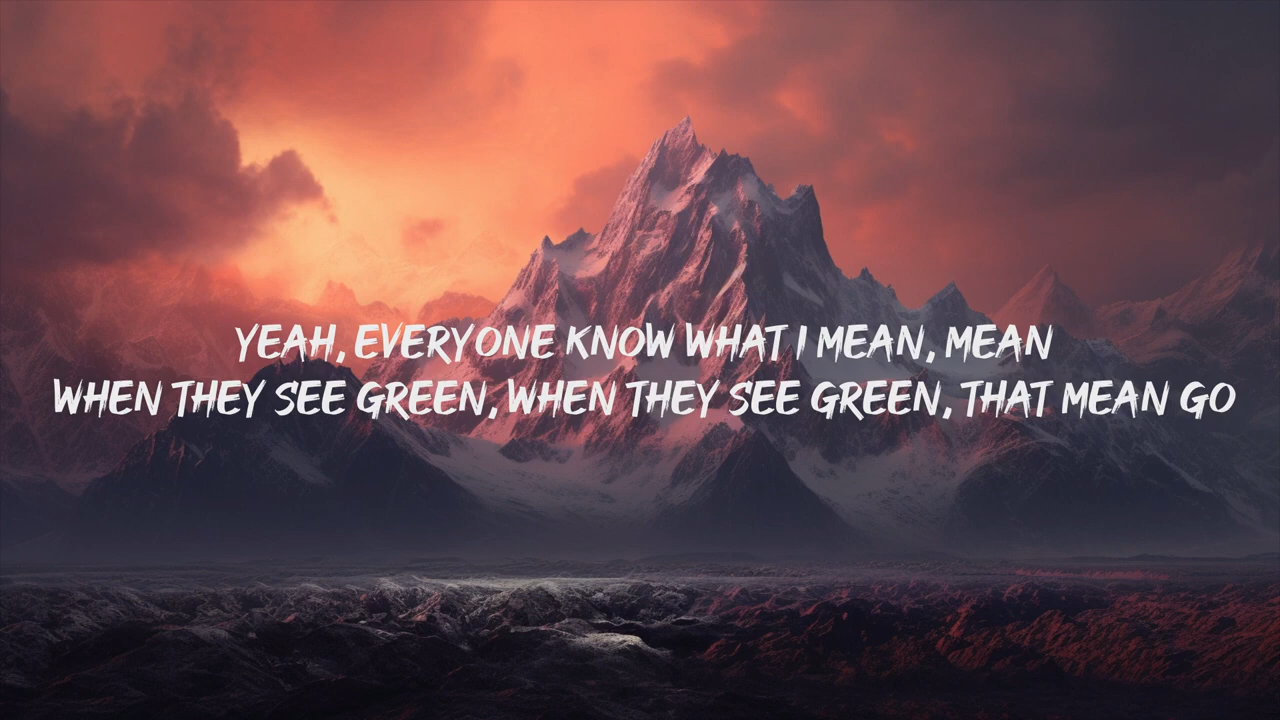 YEAH, EVERYONE KNOW WHAT I MEAN, MEAN
WHEN THEY SEE GREEN, WHEN THEY SEE GREEN, THAT MEAN GO